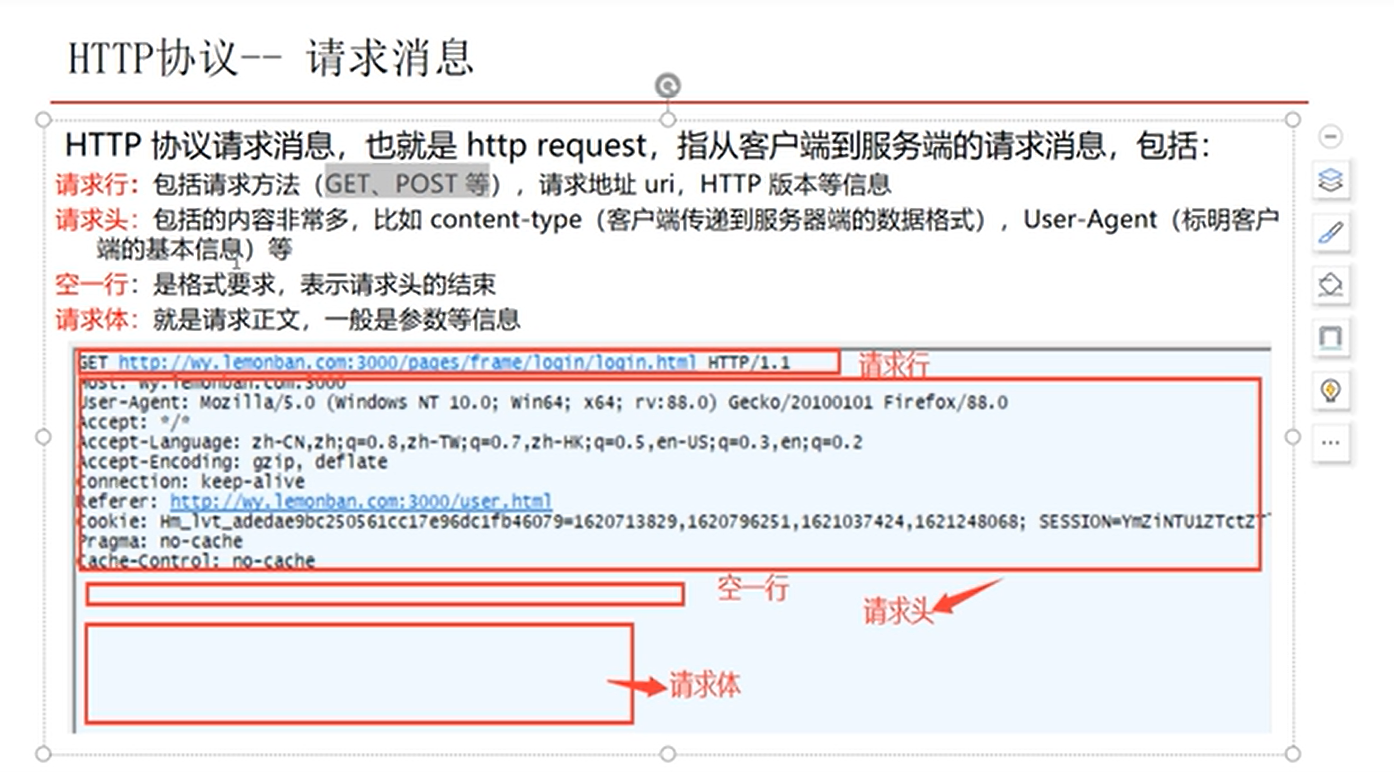 HTTP协议-- 请求消息
HTTP 协议请求消息，也就是 http request，指从客户端到服务端的请求消息，包括：
请求行：包括请求方法（GET、POST 等），请求地址 uri，HTTP 版本等信息
请求头：包括的内容非常多，比如 content-type（客户端传递到服务器端的数据格式），User-Agent（标明客户
端的基本信息）等
空一行：是格式要求，表示请求头的结束
请求体：就是请求正文，一般是参数等信息
GET http://wy.lemonban.com:3000/pages/frame/login/login.html HTTP/1.1 请求行
Host: wy.lemonban.com:3000
User-Agent: Mozilla/5.0 (Windows NT 10.0; Win64; x64; rv:88.0) Gecko/20100101 Firefox/88.0
Accept: */*
Accept-Language: zh-CN,zh;q=0.8,zh-TW;q=0.7,zh-HK;q=0.5,en-US;q=0.3,en;q=0.2
Accept-Encoding: gzip, deflate
Connection: keep-alive
Referer: http://wy.lemonban.com:3000/user.html
Cookie: Hm_lvt_adedae9bc250561cc17e96dc1fb46079=1620713829,1620796251,1621037424,1621248068; SESSION=YmZiNTU1ZTctZT
Pragma: no-cache
Cache-Control: no-cache
空一行
请求头
请求体